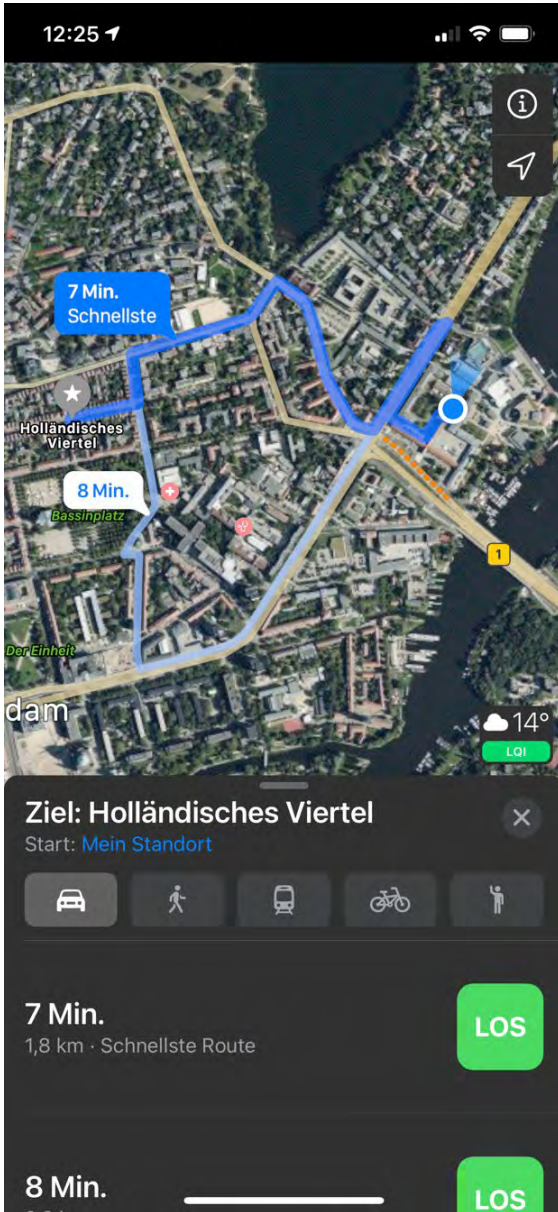 12:25
7 Min.
Schnellste
Holländisches
Viertel
8 Min.
Bassinplatz
1
Der Einheit
dam
14°
LQI
Ziel: Holländisches Viertel
Start: Mein Standort
7 Min.
1,8 km · Schnellste Route
LOS
8 Min.
LOS